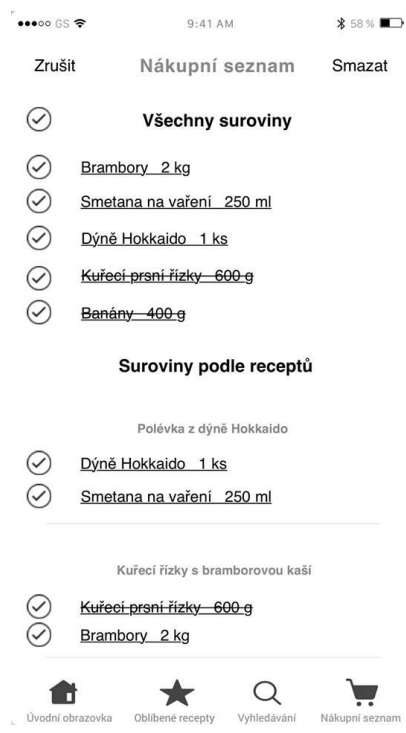 GS 9:41 AM 58 %
Zrušit Nákupní seznam Smazat
Všechny suroviny
Brambory 2 kg
Smetana na vaření 250 ml
Dýně Hokkaido 1 ks
Kuřecí prsní řízky 600 g
Banány 400 g
Suroviny podle receptů
Polévka z dýně Hokkaido
Dýně Hokkaido 1 ks
Smetana na vaření 250 ml
Kuřecí řízky s bramborovou kaší
Kuřecí prsní řízky 600 g
Brambory 2 kg
Úvodní obrazovka Oblíbené recepty Vyhledávání Nákupní seznam